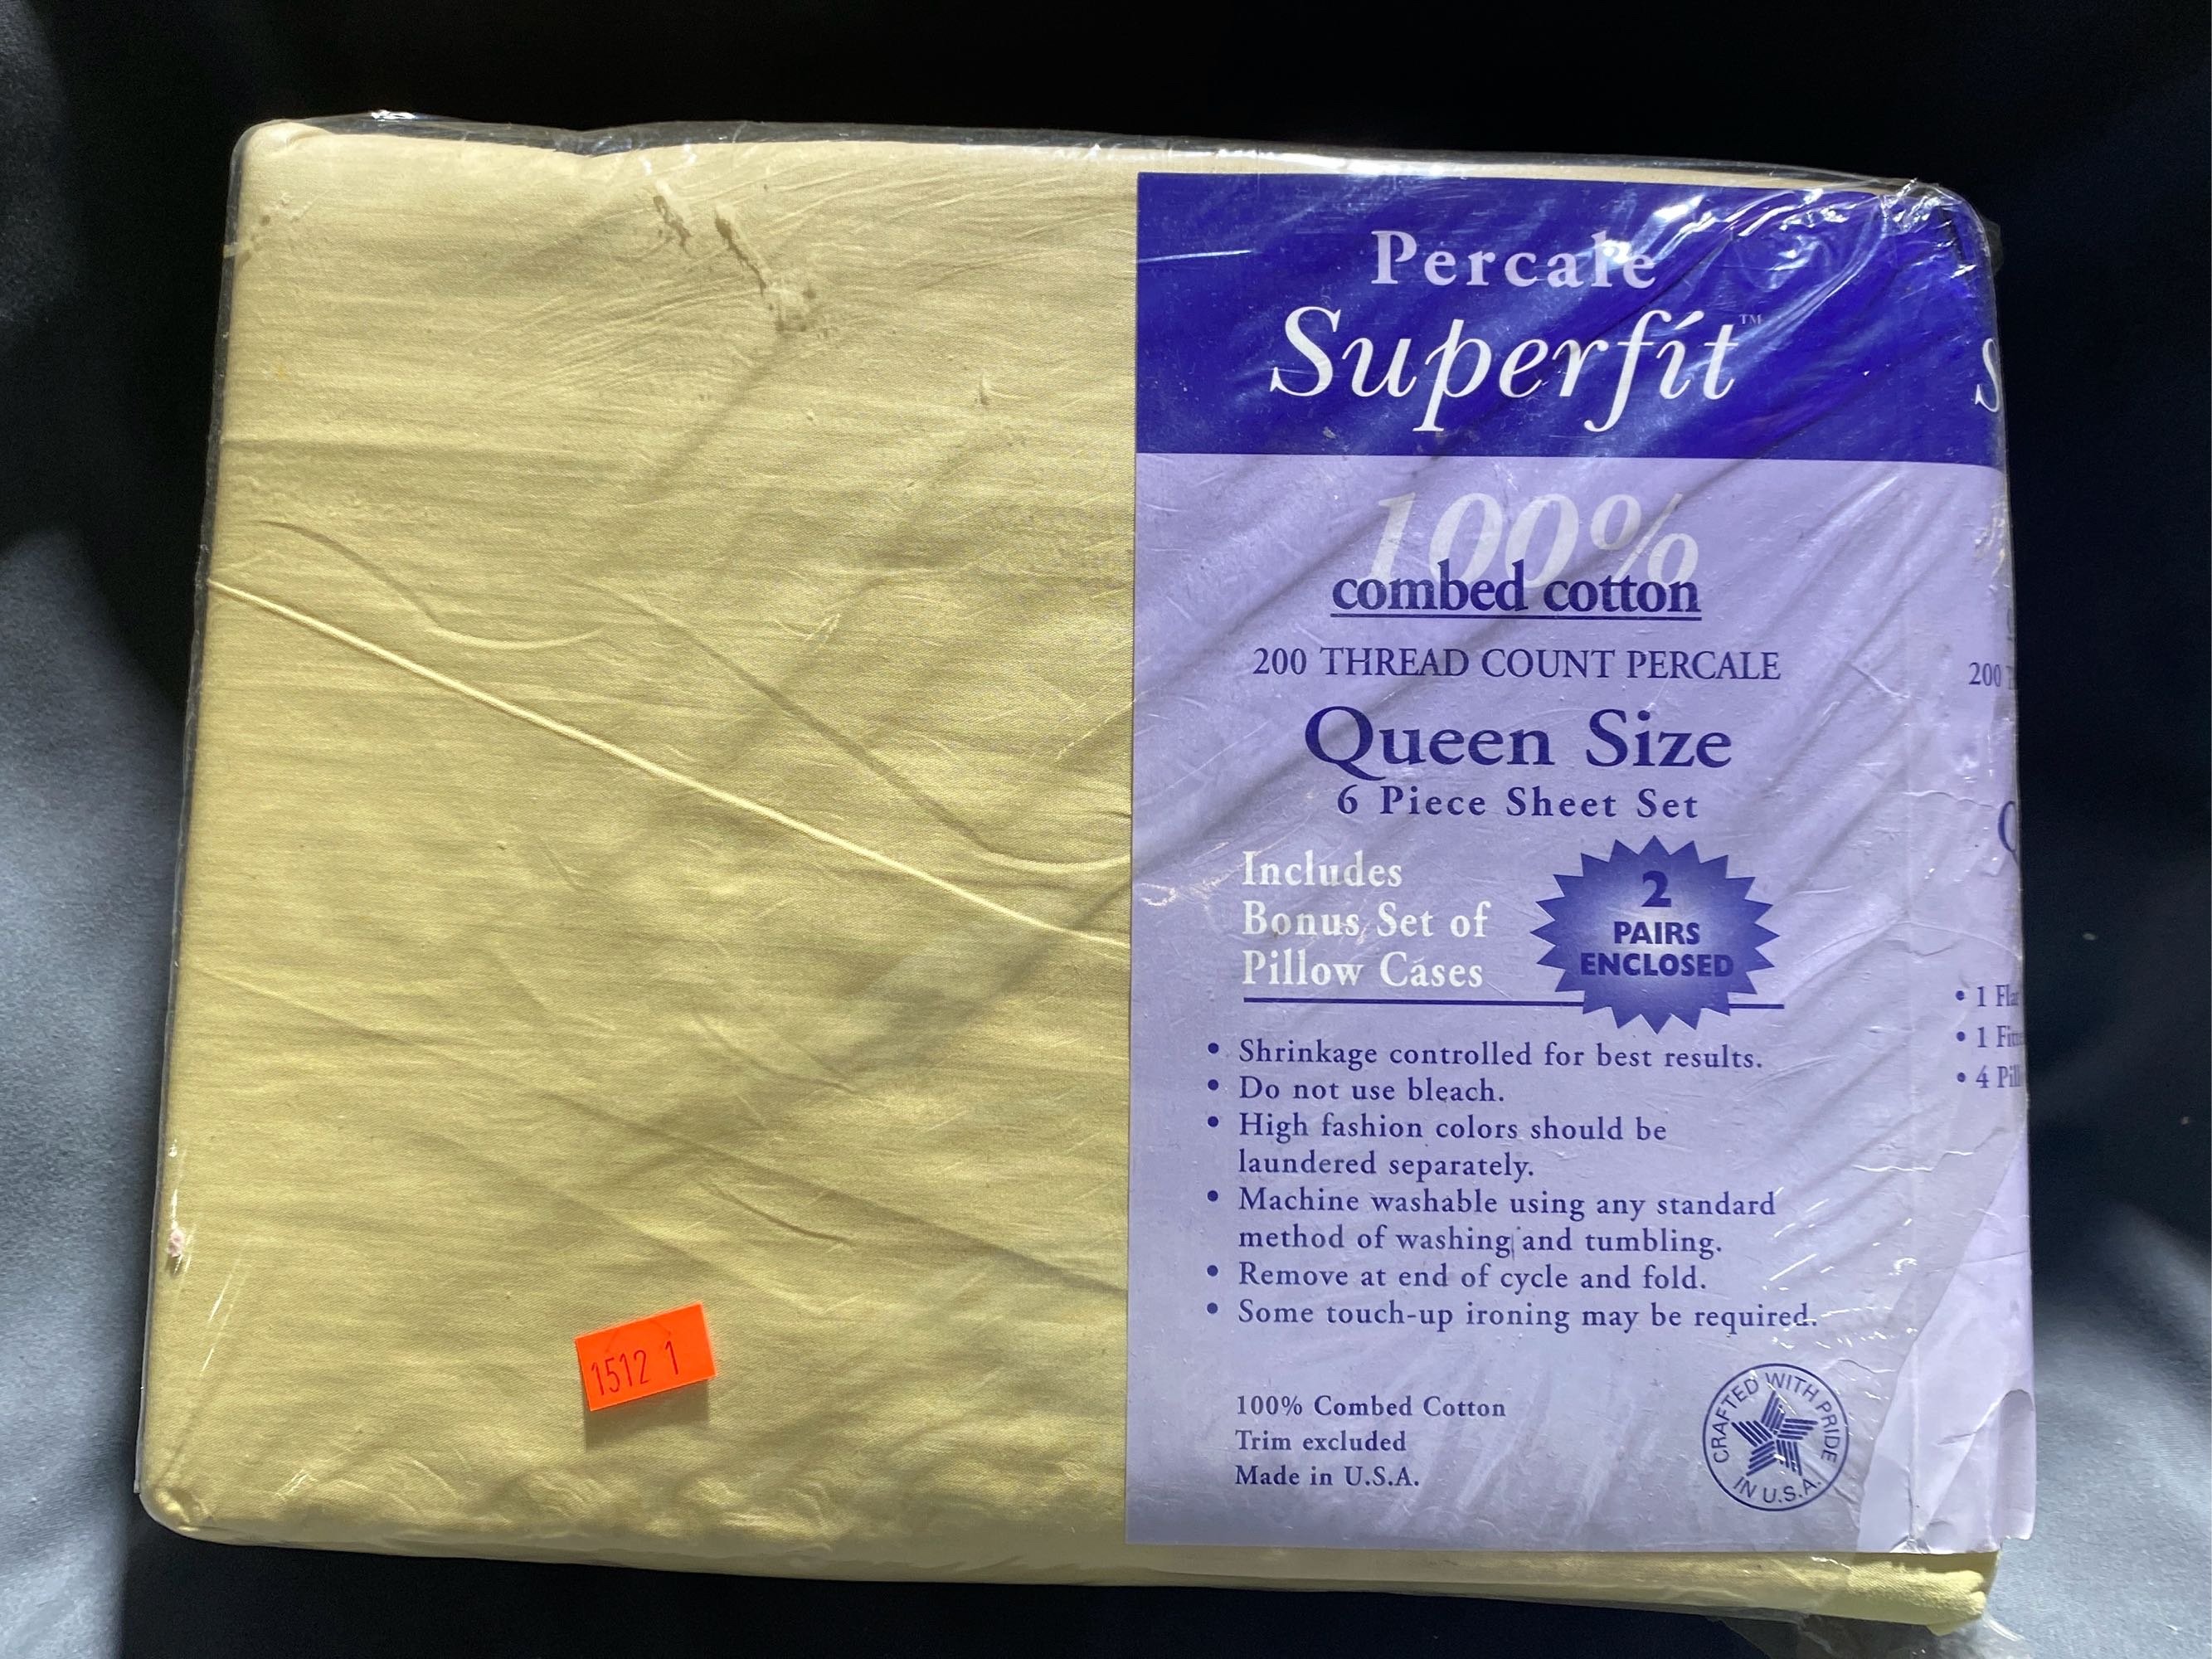 Percale
Superfit™
100%
combed cotton
200 THREAD COUNT PERCALE
Queen Size
6 Piece Sheet Set
Includes
Bonus Set of
Pillow Cases
2
PAIRS
ENCLOSED
• Shrinkage controlled for best results.
• Do not use bleach.
• High fashion colors should be
laundered separately.
• Machine washable using any standard
method of washing and tumbling.
• Remove at end of cycle and fold.
• Some touch-up ironing may be required.
100% Combed Cotton
Trim excluded
Made in U.S.A.
CRAFTED WITH PRIDE
IN U.S.A.
S
200
• 1
• 1
• 4
1512 1